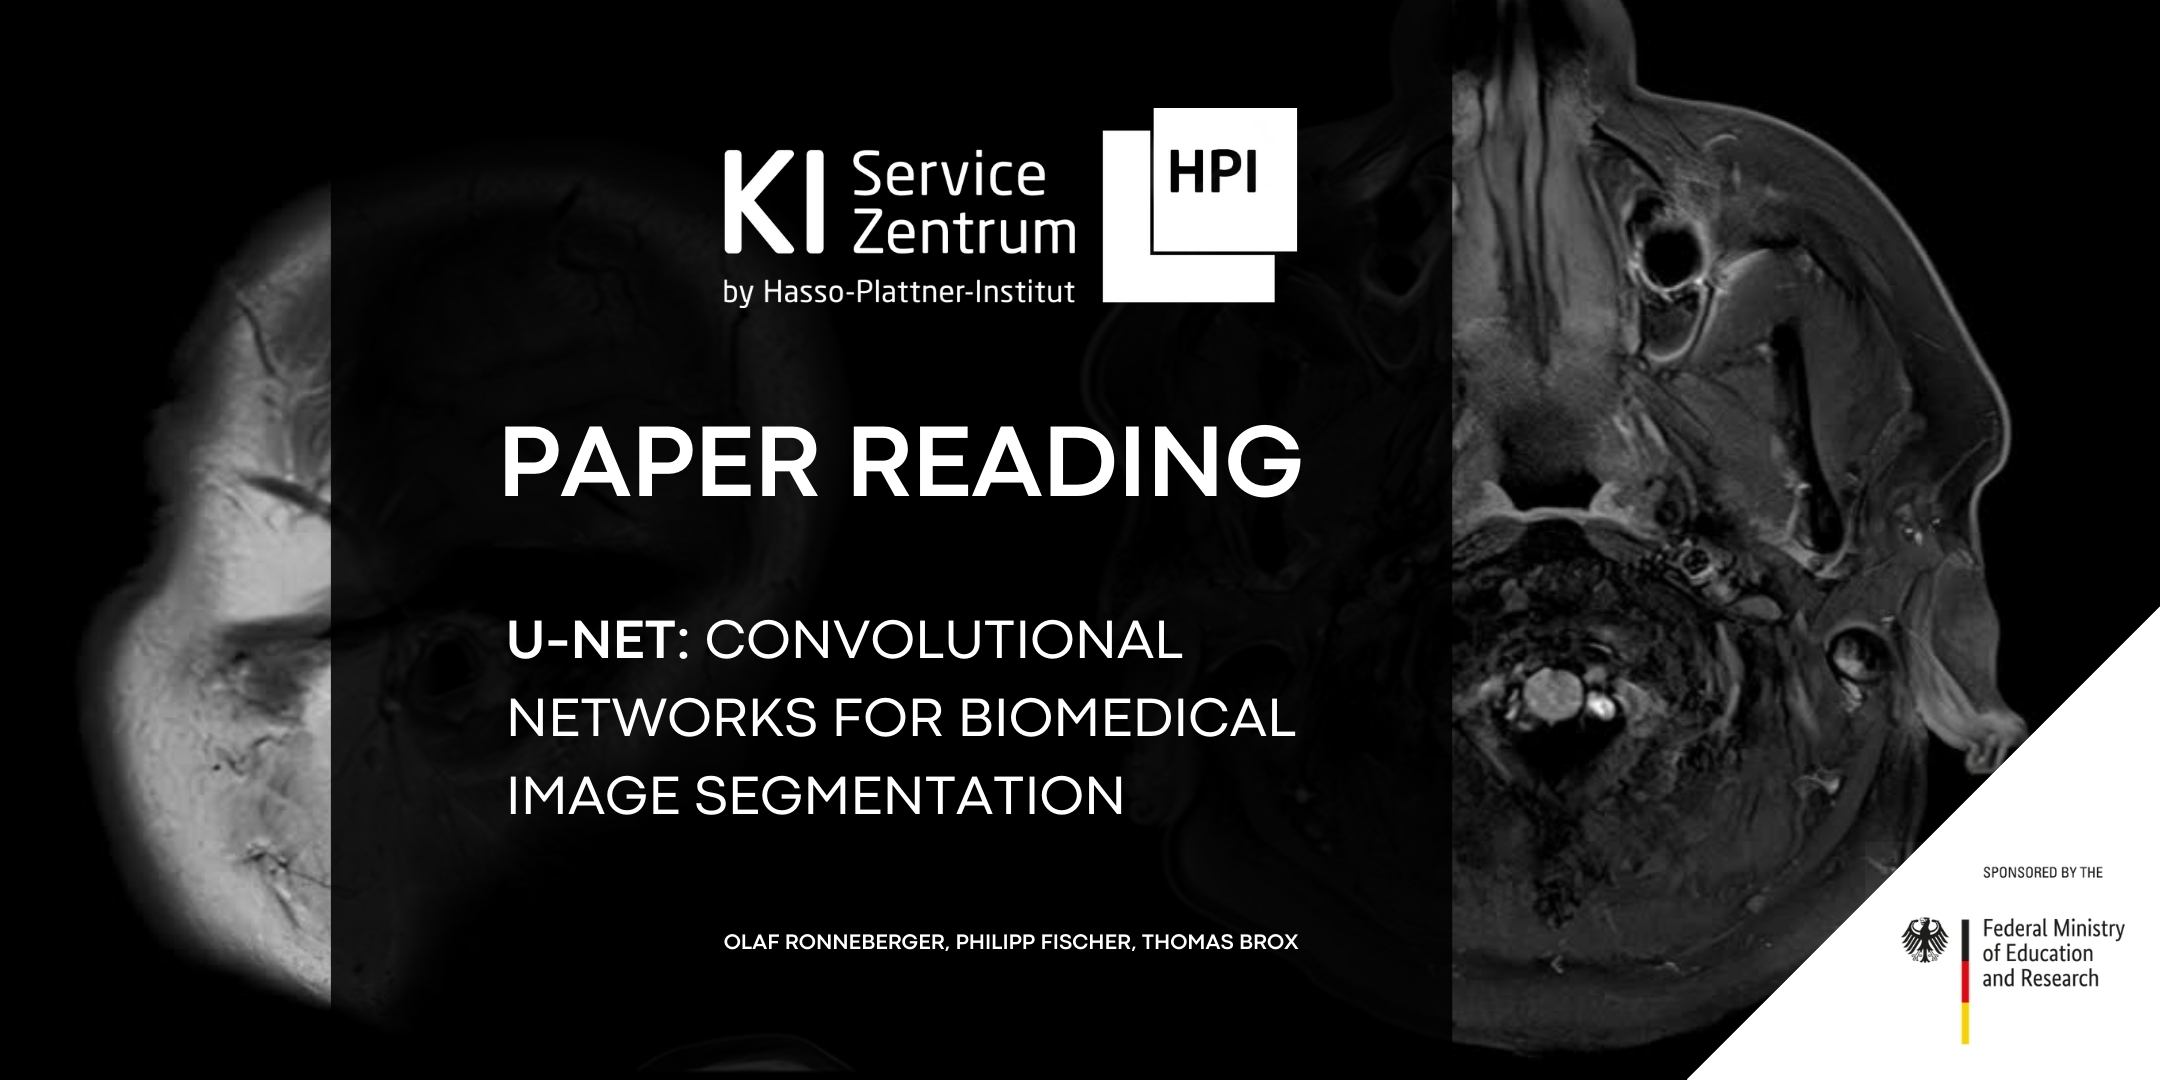 KI Service Zentrum
by Hasso-Plattner-Institut
HPI
PAPER READING
U-NET: CONVOLUTIONAL
NETWORKS FOR BIOMEDICAL
IMAGE SEGMENTATION
OLAF RONNEBERGER, PHILIPP FISCHER, THOMAS BROX
SPONSORED BY THE
Federal Ministry
of Education
and Research